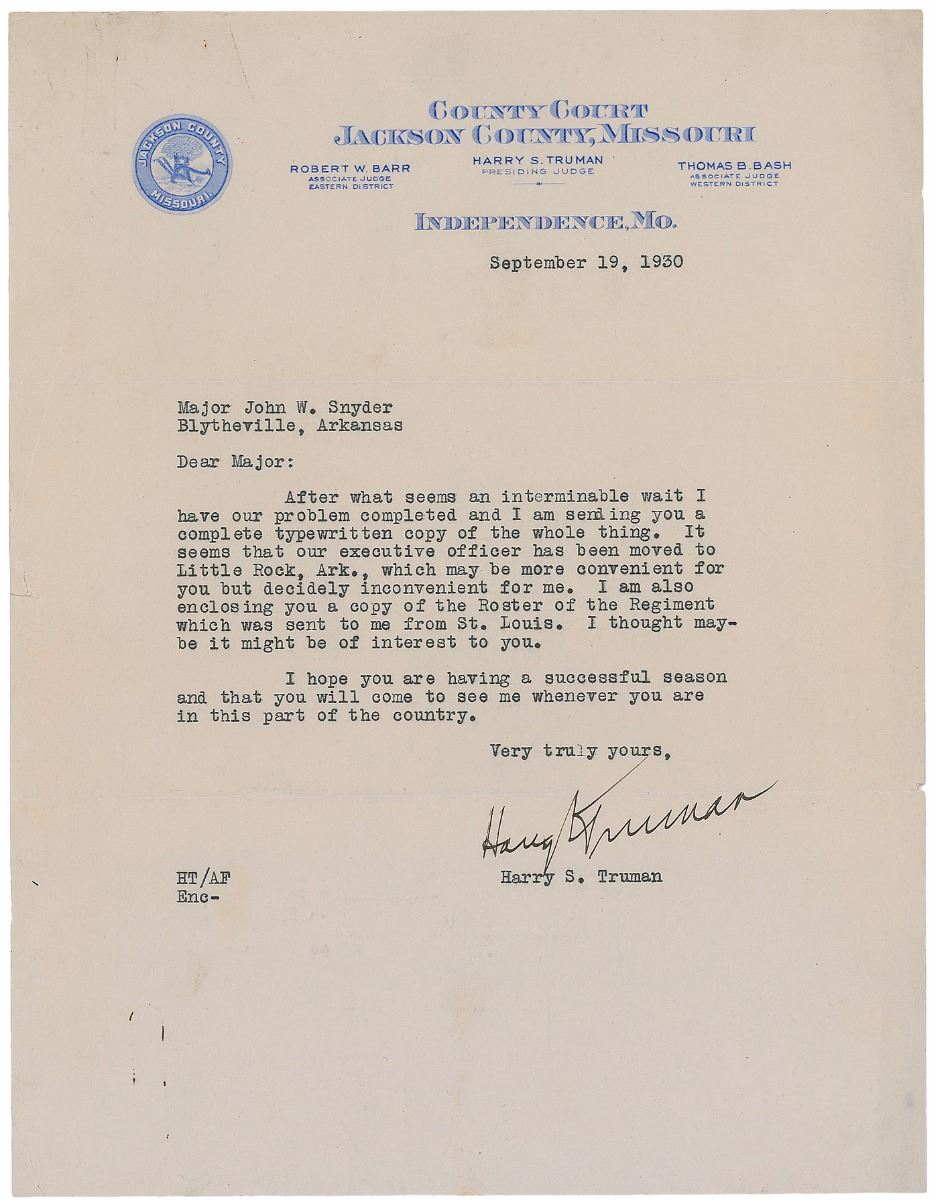 COUNTY COURT
JACKSON COUNTY, MISSOURI
JACKSON COUNTY
MISSOURI.
ROBERT W. BARR
ASSOCIATE JUDGE
EASTERN DISTRICT
HARRY S. TRUMAN
PRESIDING JUDGE
THOMAS B. BASH
ASSOCIATE JUDGE
WESTERN DISTRICT
INDEPENDENCE, MO.
September 19, 1930
Major John W. Snyder
Blytheville, Arkansas
Dear Major:
After what seems an interminable wait I
have our problem completed and I am sending you a
complete typewritten copy of the whole thing. It
seems that our executive officer has been moved to
Little Rock, Ark., which may be more convenient for
you but decidely inconvenient for me. I am also
enclosing you a copy of the Roster of the Regiment
which was sent to me from St. Louis. I thought may-
be it might be of interest to you.
I hope you are having a successful season
and that you will come to see me whenever you are
in this part of the country.
Very truly yours,
Harry S Truman
Harry S. Truman
HT/AF
Enc-